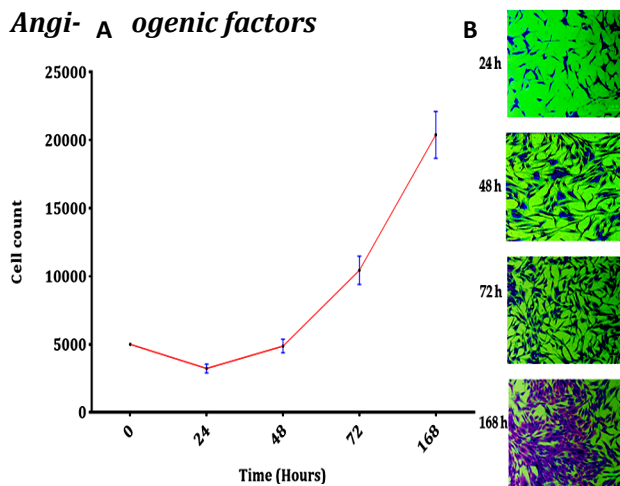 Angi- A ogenic factors
B
25000
20000
15000
10000
5000
0
Cell count
0 24 48 72 168
Time (Hours)
24 h
48 h
72 h
168 h